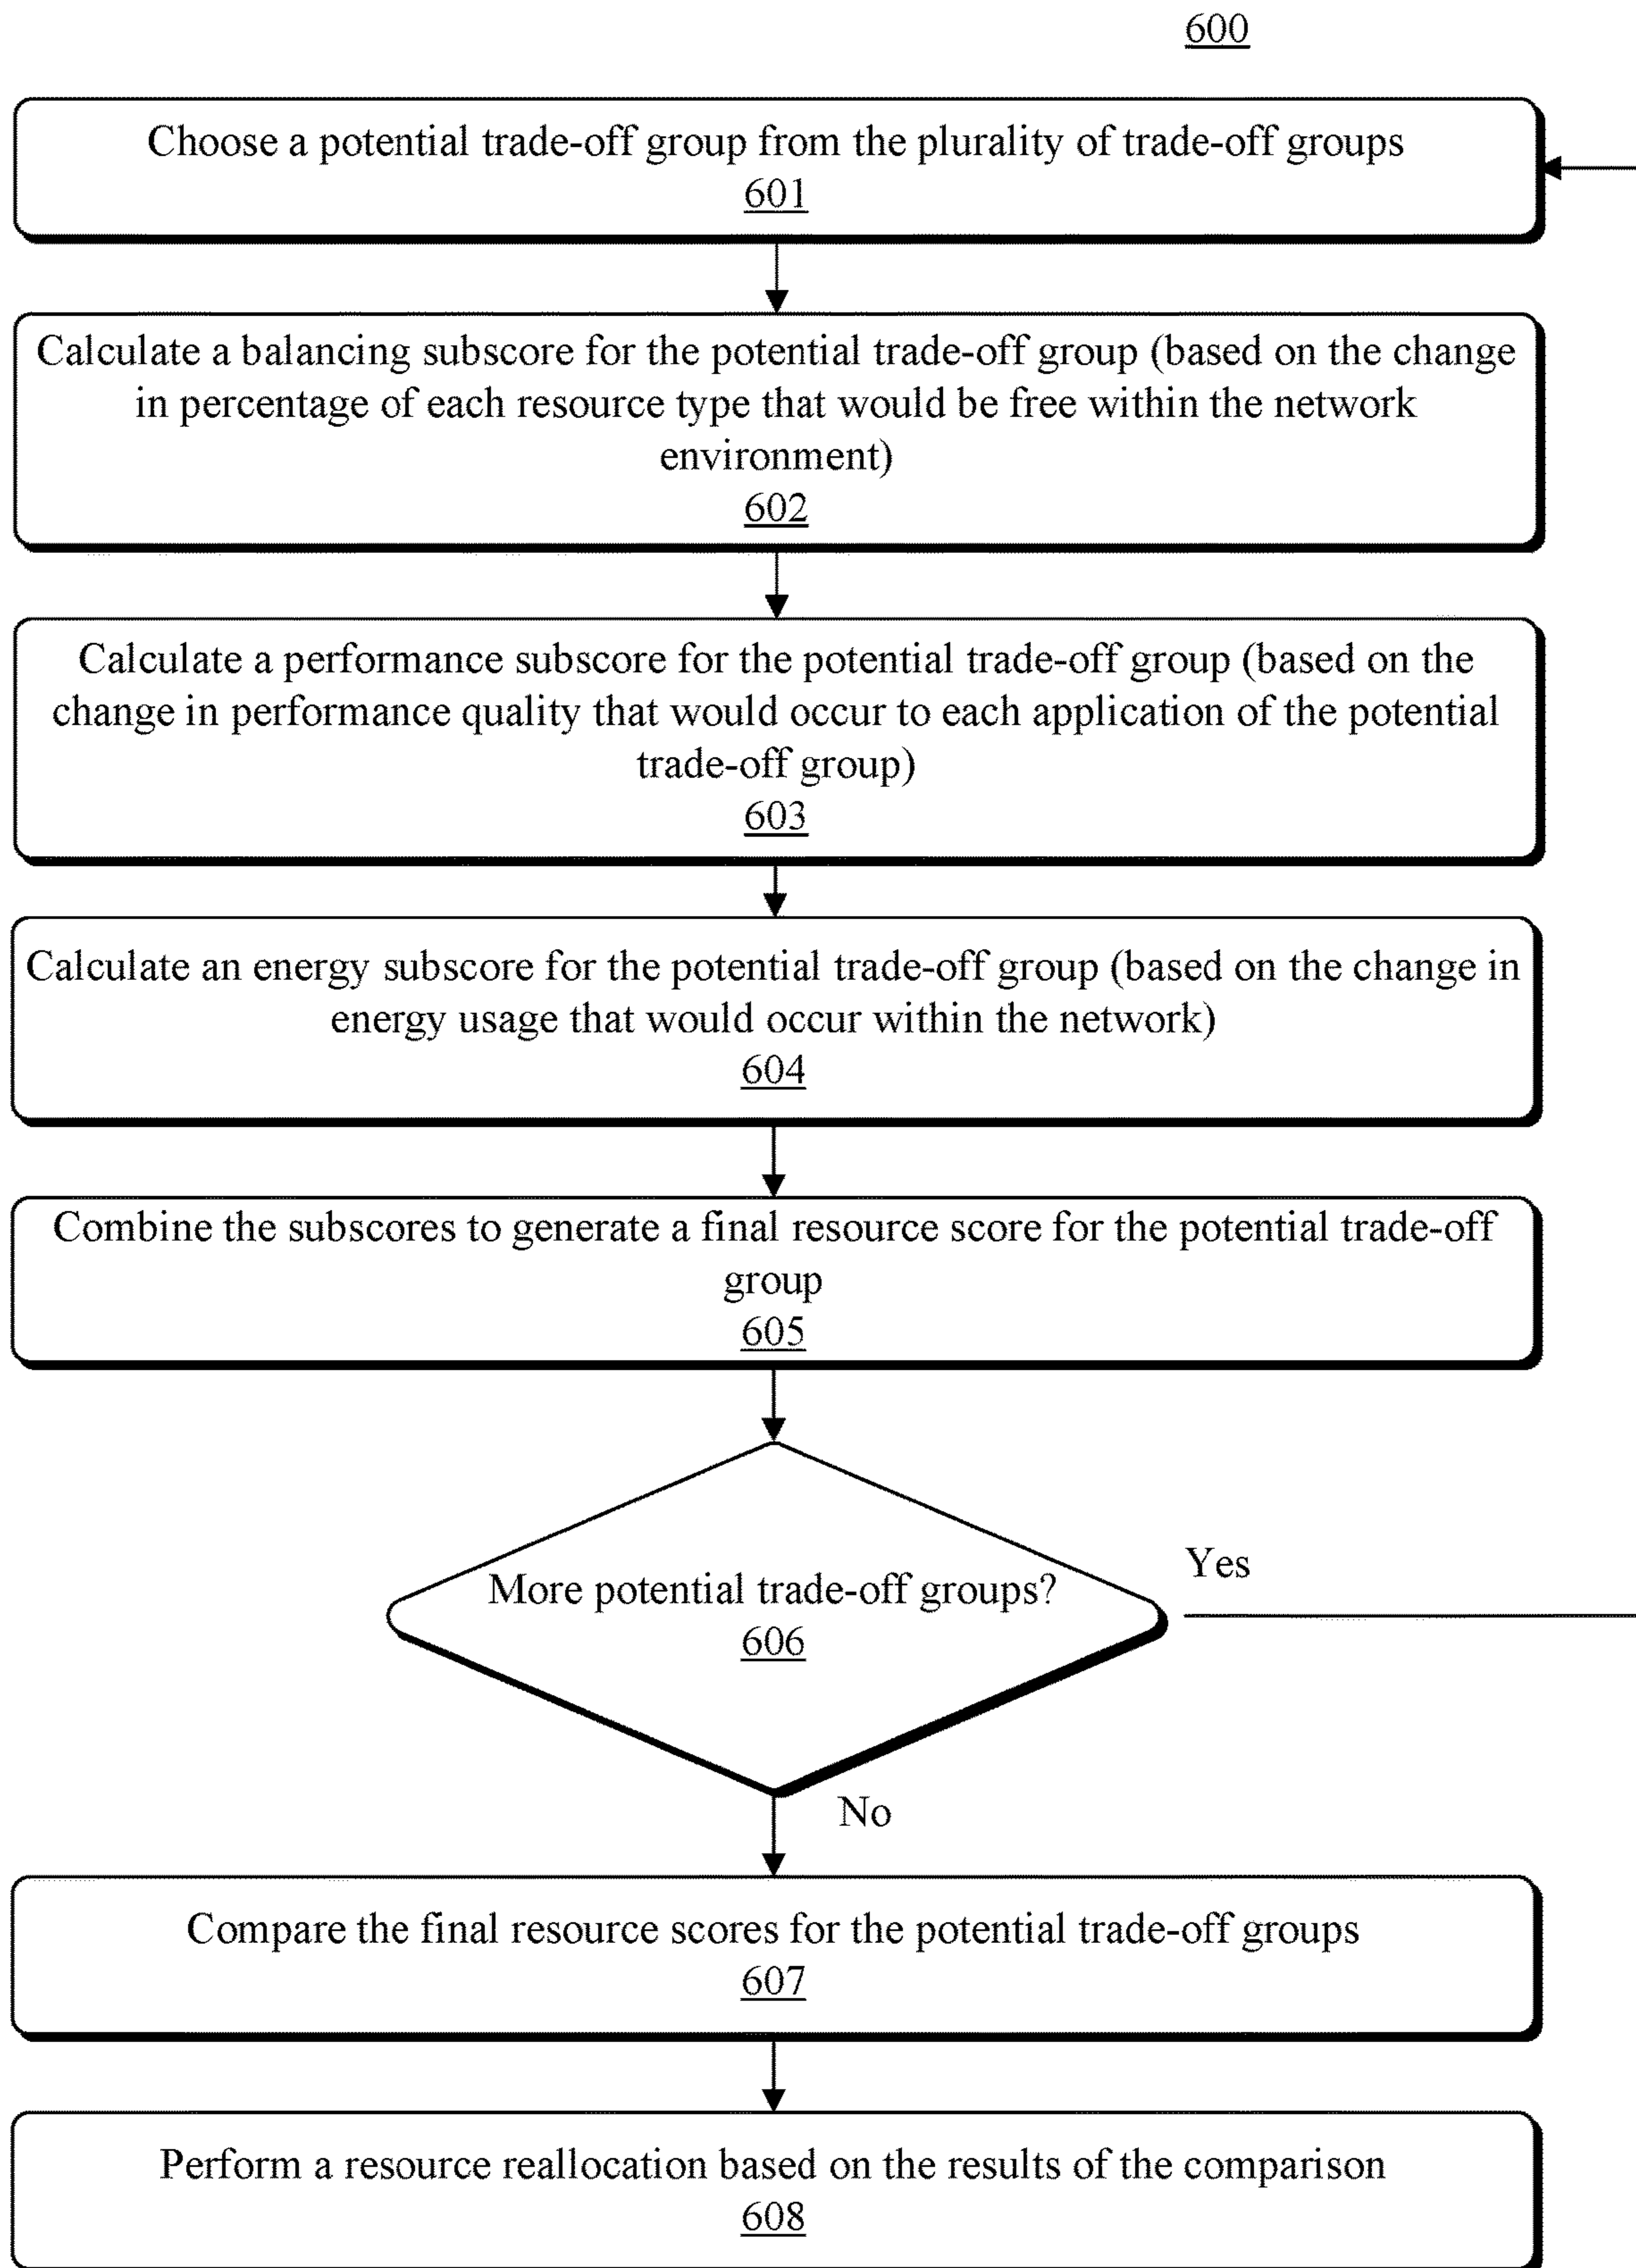 600
Choose a potential trade-off group from the plurality of trade-off groups
601
Calculate a balancing subscore for the potential trade-off group (based on the change
in percentage of each resource type that would be free within the network
environment)
602
Calculate a performance subscore for the potential trade-off group (based on the
change in performance quality that would occur to each application of the potential
trade-off group)
603
Calculate an energy subscore for the potential trade-off group (based on the change in
energy usage that would occur within the network)
604
Combine the subscores to generate a final resource score for the potential trade-off
group
605
Yes
More potential trade-off groups?
606
No
Compare the final resource scores for the potential trade-off groups
607
Perform a resource reallocation based on the results of the comparison
608